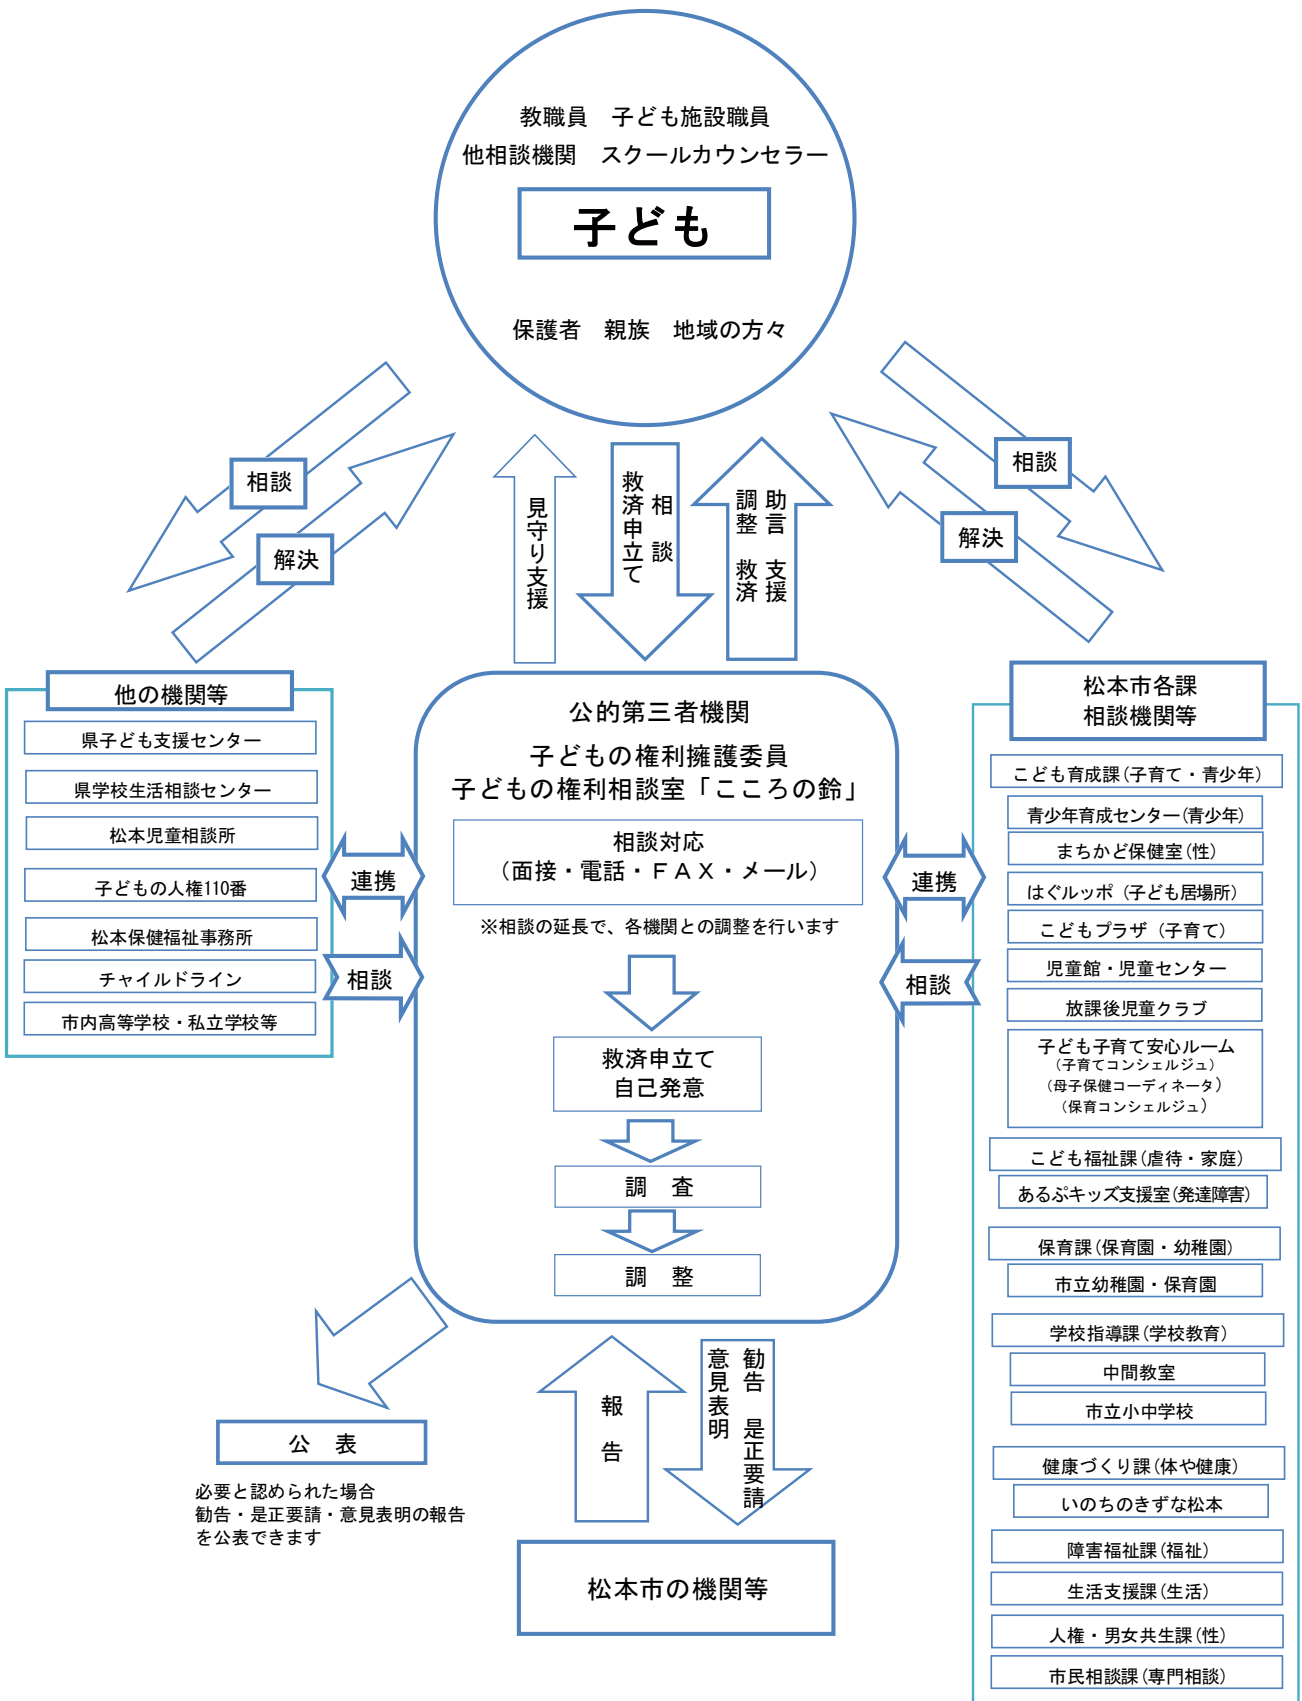 教職員　子ども施設職員
他相談機関　スクールカウンセラー
子ども
保護者　親族　地域の方々
相談
解決
見守り支援
相　談
救済申立て
助言　支援
調整　救済
相談
解決
他の機関等
県子ども支援センター
県学校生活相談センター
松本児童相談所
子どもの人権110番
松本保健福祉事務所
チャイルドライン
市内高等学校・私立学校等
連携
相談
公的第三者機関
子どもの権利擁護委員
子どもの権利相談室「こころの鈴」
相談対応
（面接・電話・ＦＡＸ・メール）
※相談の延長で、各機関との調整を行います
救済申立て
自己発意
調　査
調　整
連携
相談
松本市各課
相談機関等
こども育成課(子育て・青少年)
青少年育成センター(青少年)
まちかど保健室(性)
はぐルッポ（子ども居場所）
こどもプラザ（子育て）
児童館・児童センター
放課後児童クラブ
子ども子育て安心ルーム
（子育てコンシェルジュ）
（母子保健コーディネータ）
（保育コンシェルジュ）
こども福祉課(虐待・家庭)
あるぷキッズ支援室(発達障害)
保育課(保育園・幼稚園)
市立幼稚園・保育園
学校指導課(学校教育)
中間教室
市立小中学校
健康づくり課(体や健康)
いのちのきずな松本
障害福祉課(福祉)
生活支援課(生活)
人権・男女共生課(性)
市民相談課(専門相談)
公　表
必要と認められた場合
勧告・是正要請・意見表明の報告
を公表できます
報　告
勧告　是正要請
意見表明
松本市の機関等